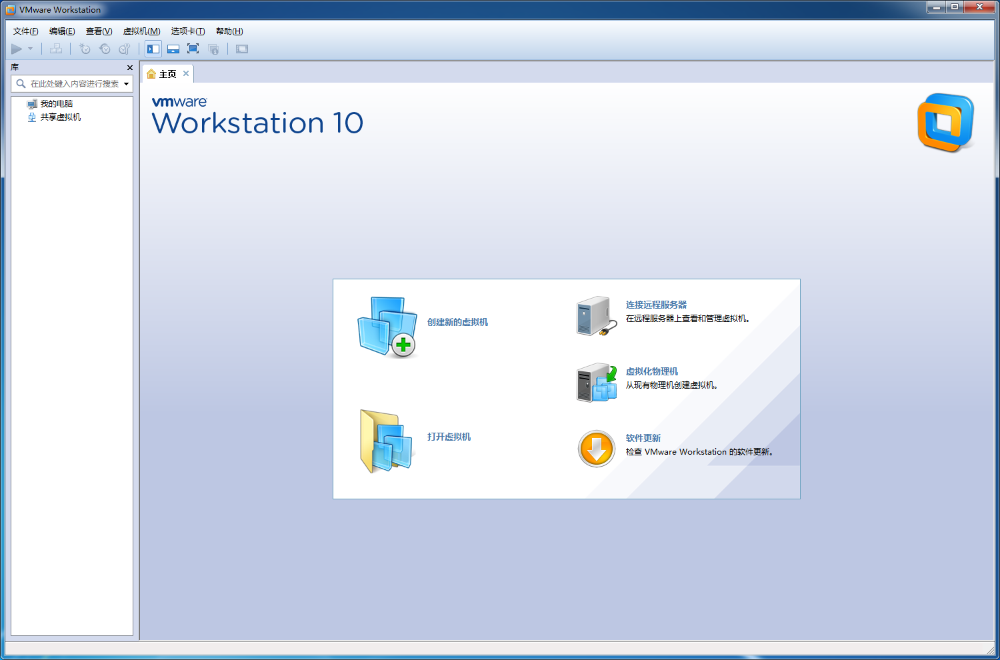 VMware Workstation
文件(F) 编辑(E) 查看(V) 虚拟机(M) 选项卡(T) 帮助(H)
库
在此处键入内容进行搜索
我的电脑
共享虚拟机
主页
vmware
Workstation 10
创建新的虚拟机
打开虚拟机
连接远程服务器
在远程服务器上查看和管理虚拟机。
虚拟化物理机
从现有物理机创建虚拟机。
软件更新
检查 VMware Workstation 的软件更新。